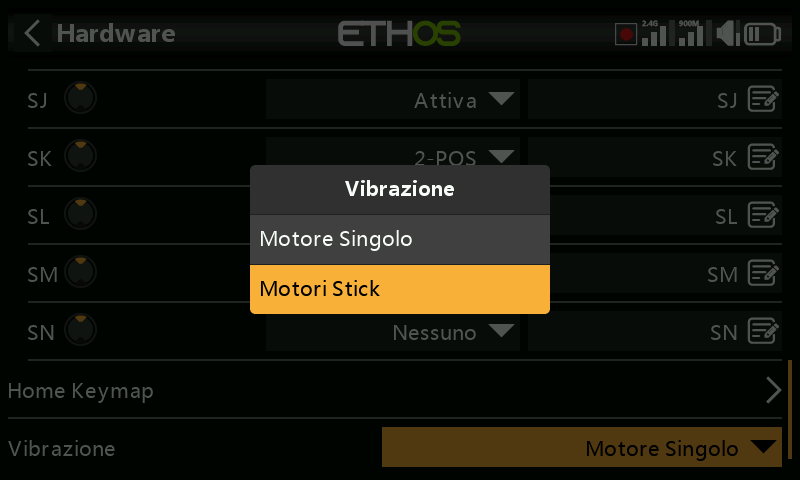 Hardware
ETHOS
2.4G 900M
SJ Attiva SJ
SK 2-POS SK
Vibrazione
SL SL
Motore Singolo
SM SM
Motori Stick
SN Nessuno SN
Home Keymap
Vibrazione Motore Singolo